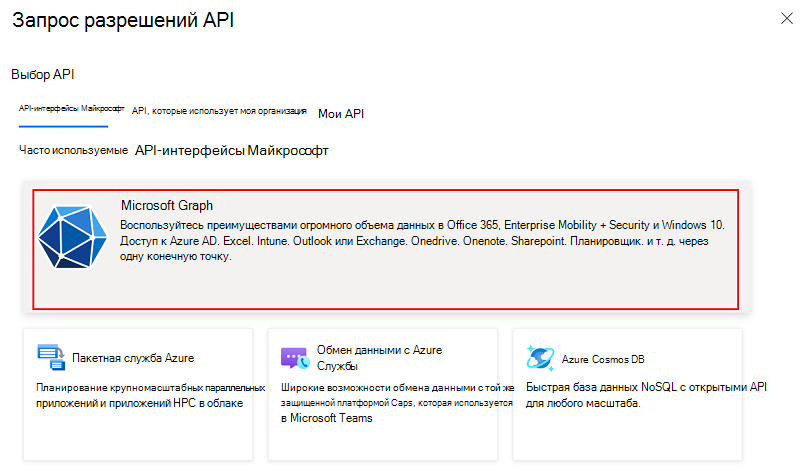 Запрос разрешений API
Выбор API
API-интерфейсы Майкрософт API, которые использует моя организация Мои API
Часто используемые API-интерфейсы Майкрософт
Microsoft Graph
Воспользуйтесь преимуществами огромного объема данных в Office 365, Enterprise Mobility + Security и Windows 10.
Доступ к Azure AD. Excel. Intune. Outlook или Exchange. Onedrive. Onenote. Sharepoint. Планировщик. и т. д. через
одну конечную точку.
Пакетная служба Azure
Планирование крупномасштабных параллельных
приложений и приложений HPC в облаке
Обмен данными с Azure
Службы
Широкие возможности обмена данными с той же
защищенной платформой Caps, которая используется
в Microsoft Teams
Azure Cosmos DB
Быстрая база данных NoSQL с открытыми API
для любого масштаба.